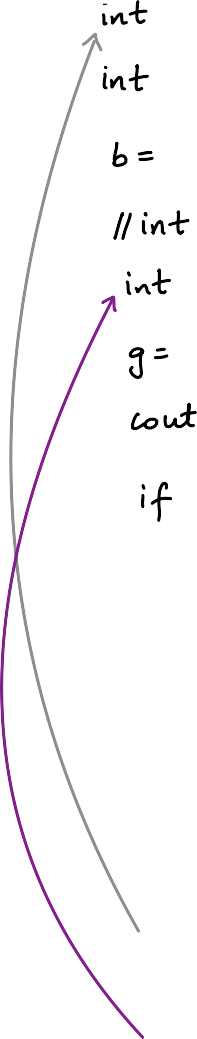 int
int
b =
// int
int
g =
cout
if